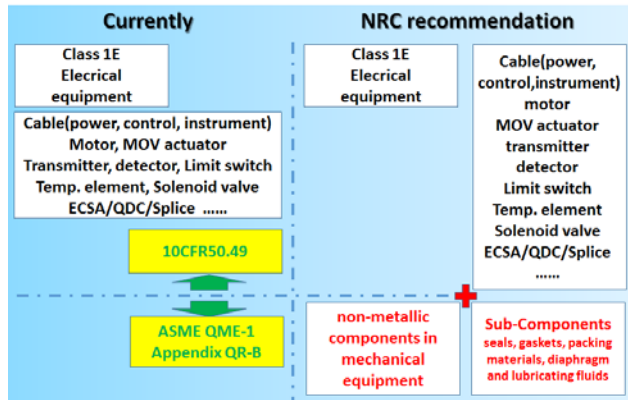 Currently
Class 1E
Elecrical
equipment
Cable(power, control, instrument)
Motor, MOV actuator
Transmitter, detector, Limit switch
Temp. element, Solenoid valve
ECSA/QDC/Splice ......
10CFR50.49
ASME QME-1
Appendix QR-B
NRC recommendation
Class 1E
Elecrical
equipment
Cable(power,
control,instrument)
motor
MOV actuator
transmitter
detector
Limit switch
Temp. element
Solenoid valve
ECSA/QDC/Splice
......
non-metallic
components in
mechanical
equipment
Sub-Components
seals, gaskets, packing
materials, diaphragm
and lubricating fluids